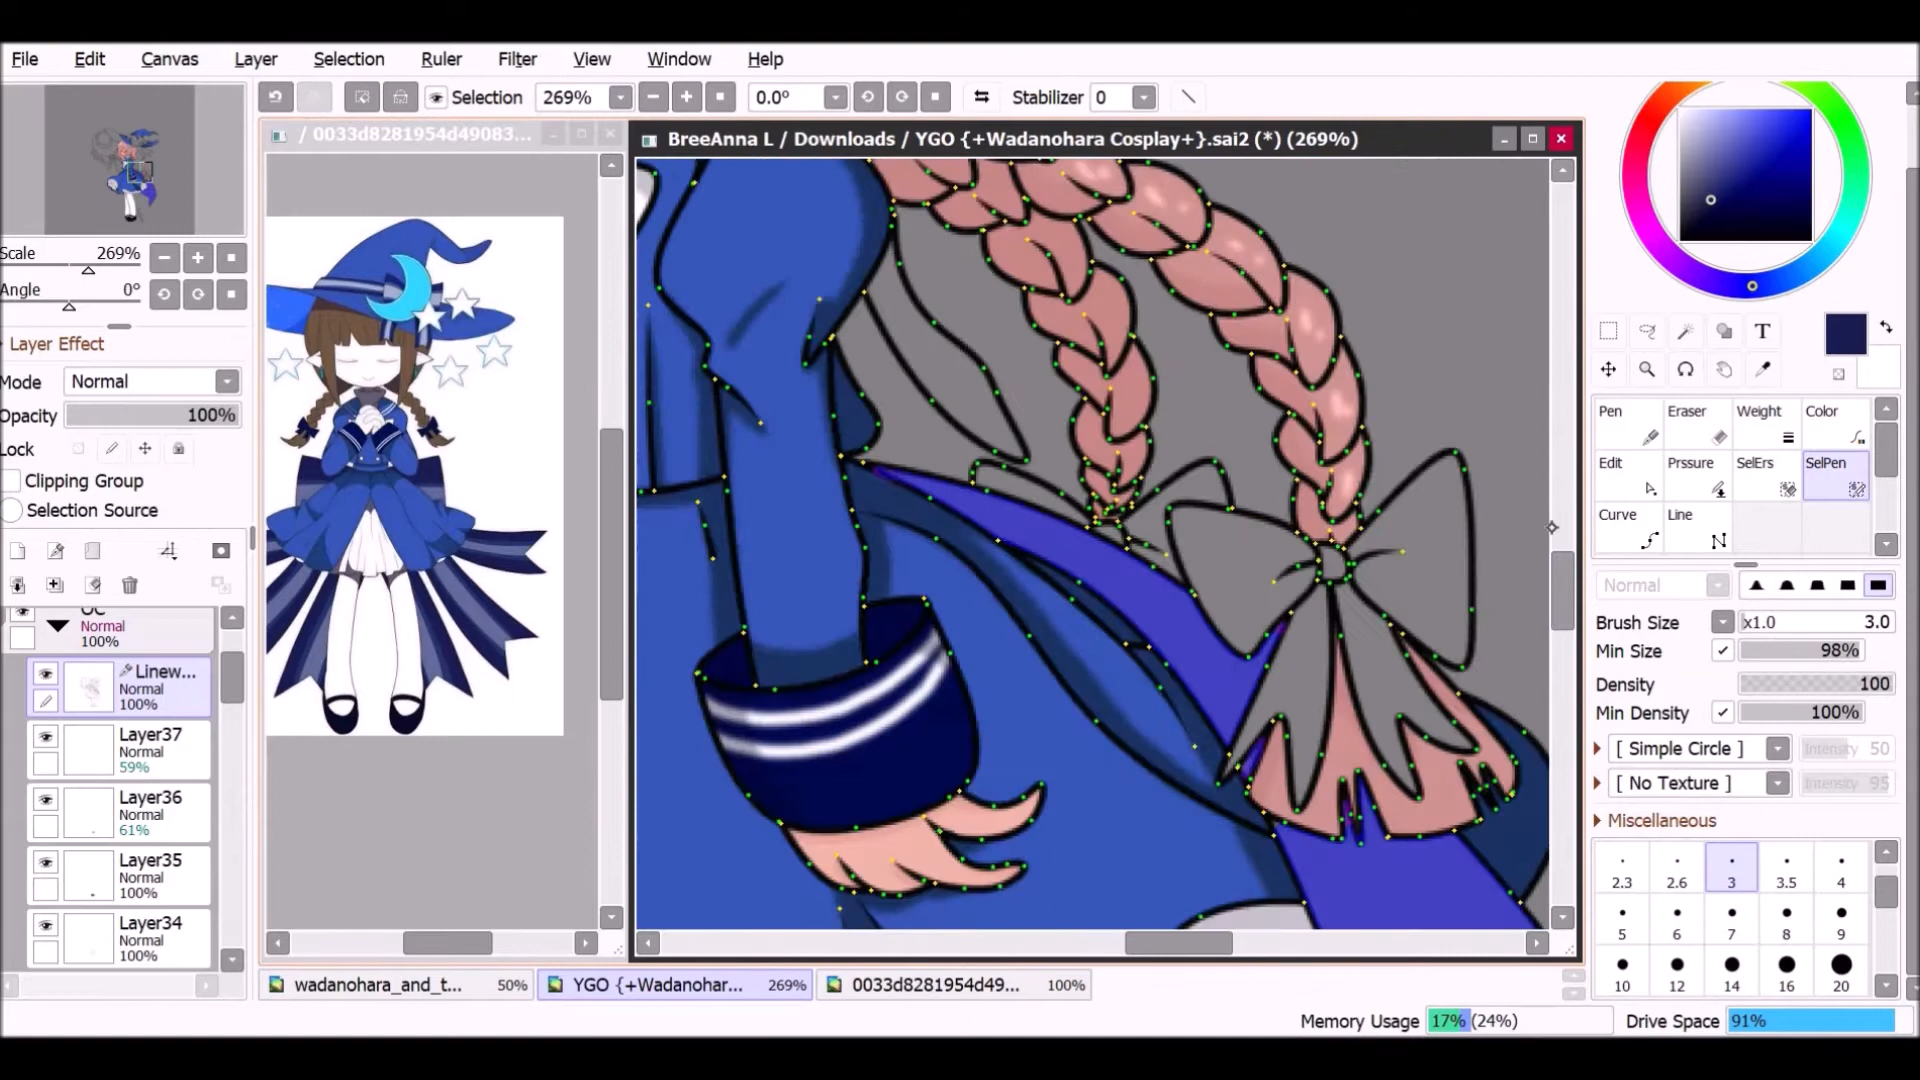 File Edit Canvas Layer Selection Ruler Filter View Window Help
Selection 269% 0.0° Stabilizer 0
/ 0033d8281954d49083...
BreeAnna L / Downloads / YGO {+Wadanohara Cosplay+}.sai2 (*) (269%)
Scale 269%
Angle 0°
Layer Effect
Mode Normal
Opacity 100%
Lock
Clipping Group
Selection Source
OC
Normal
100%
Linew...
Normal
100%
Layer37
Normal
59%
Layer36
Normal
61%
Layer35
Normal
100%
Layer34
Normal
100%
wadanohara_and_t... 50%
YGO {+Wadanohar... 269%
0033d8281954d49... 100%
T
Pen Eraser Weight Color
Edit Prssure SelErs SelPen
Curve Line
Normal
Brush Size x1.0 3.0
Min Size 98%
Density 100
Min Density 100%
[ Simple Circle ] Intensity 50
[ No Texture ] Intensity 95
Miscellaneous
2.3 2.6 3 3.5 4
5 6 7 8 9
10 12 14 16 20
Memory Usage 17% (24%) Drive Space 91%